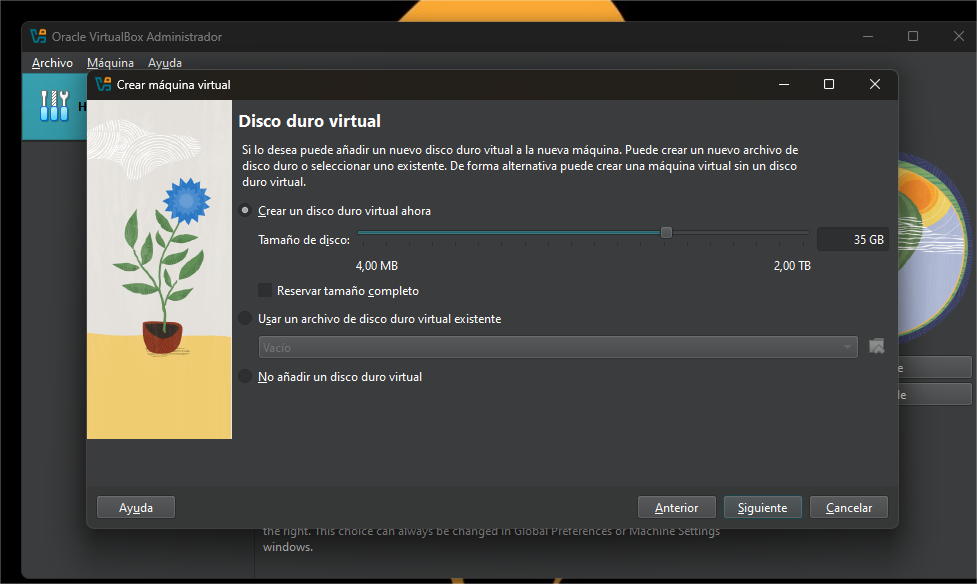 Oracle VirtualBox Administrador
Archivo Máquina Ayuda
H
Crear máquina virtual
Disco duro virtual
Si lo desea puede añadir un nuevo disco duro vitual a la nueva máquina. Puede crear un nuevo archivo de
disco duro o seleccionar uno existente. De forma alternativa puede crear una máquina virtual sin un disco
duro virtual.
Crear un disco duro virtual ahora
Tamaño de disco: 35 GB
4,00 MB 2,00 TB
Reservar tamaño completo
Usar un archivo de disco duro virtual existente
Vacío
e
No añadir un disco duro virtual
le
Ayuda Anterior Siguiente Cancelar
the right. This choice can always be changed in Global Preferences or Machine Settings
windows.